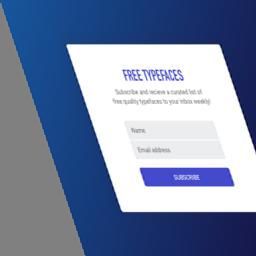 FREE TYPEFACES
Subscribe and recieve a curated list of
free quality typefaces to your inbox weekly!
Name
Email address
SUBSCRIBE